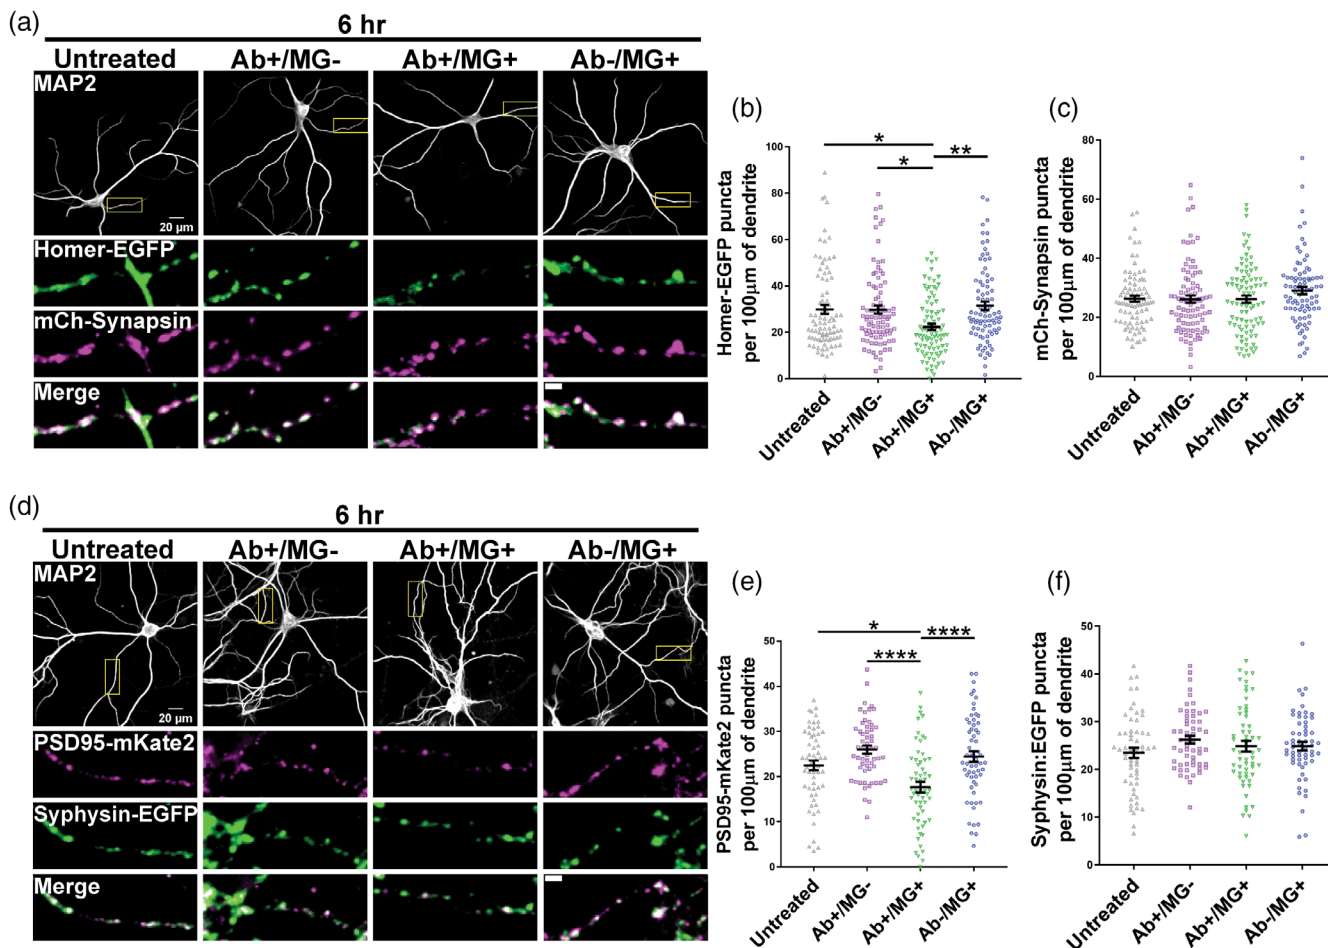 (a)
6 hr
Untreated Ab+/MG- Ab+/MG+ Ab-/MG+
MAP2
20 µm
Homer-EGFP
mCh-Synapsin
Merge
(b)
* * **
Homer-EGFP puncta
per 100µm of dendrite
100
80
60
40
20
0
Untreated Ab+/MG- Ab+/MG+ Ab-/MG+
(c)
mCh-Synapsin puncta
per 100µm of dendrite
80
60
40
20
0
Untreated Ab+/MG- Ab+/MG+ Ab-/MG+
(d)
6 hr
Untreated Ab+/MG- Ab+/MG+ Ab-/MG+
MAP2
20 µm
PSD95-mKate2
Syphysin-EGFP
Merge
(e)
* **** ****
PSD95-mKate2 puncta
per 100µm of dendrite
50
40
30
20
10
0
Untreated Ab+/MG- Ab+/MG+ Ab-/MG+
(f)
Syphysin:EGFP puncta
per 100µm of dendrite
50
40
30
20
10
0
Untreated Ab+/MG- Ab+/MG+ Ab-/MG+